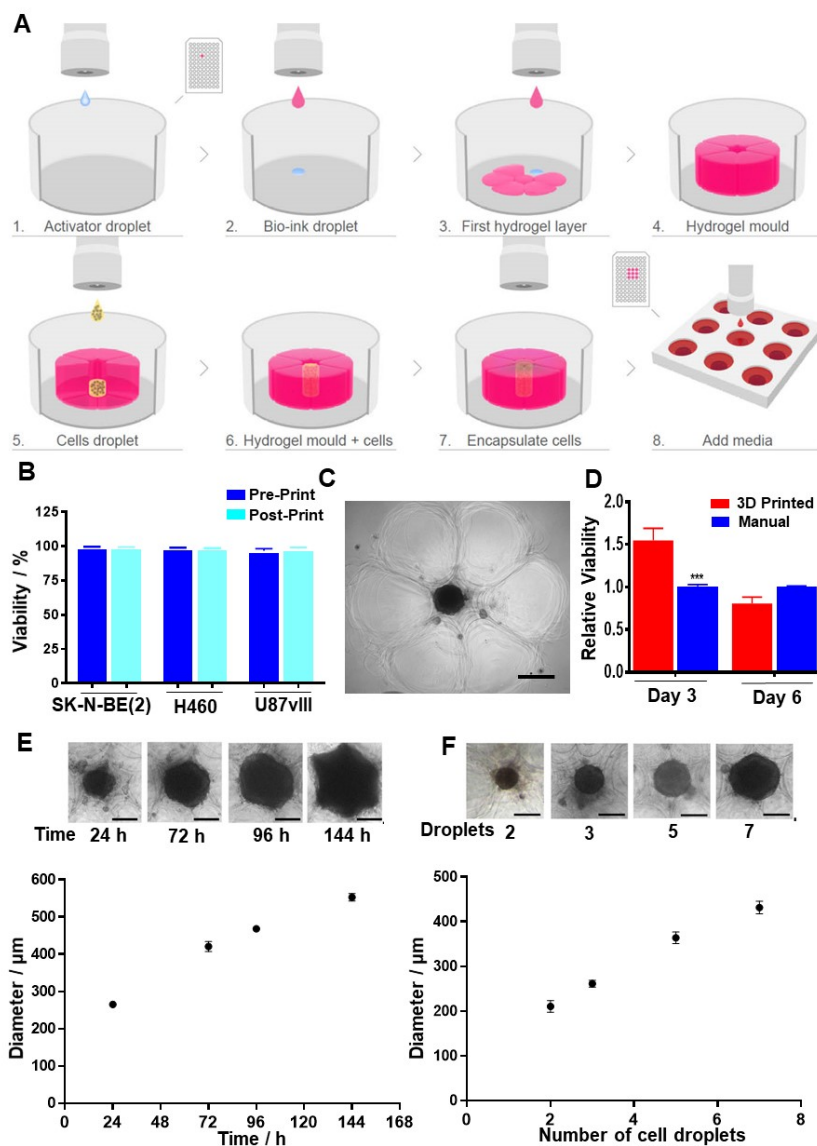 A
1. Activator droplet
2. Bio-ink droplet
3. First hydrogel layer
4. Hydrogel mould
5. Cells droplet
6. Hydrogel mould + cells
7. Encapsulate cells
8. Add media
B
Pre-Print
Post-Print
Viability / %
125
100
75
50
25
0
SK-N-BE(2) H460 U87vIII
C
D
3D Printed
Manual
Relative Viability
2.0
1.5
1.0
0.5
0.0
***
Day 3 Day 6
E
Time 24 h 72 h 96 h 144 h
Diameter / µm
600
500
400
300
200
100
0
0 24 48 72 96 120 144 168
Time / h
F
Droplets 2 3 5 7
Diameter / µm
500
400
300
200
100
0
0 2 4 6 8
Number of cell droplets